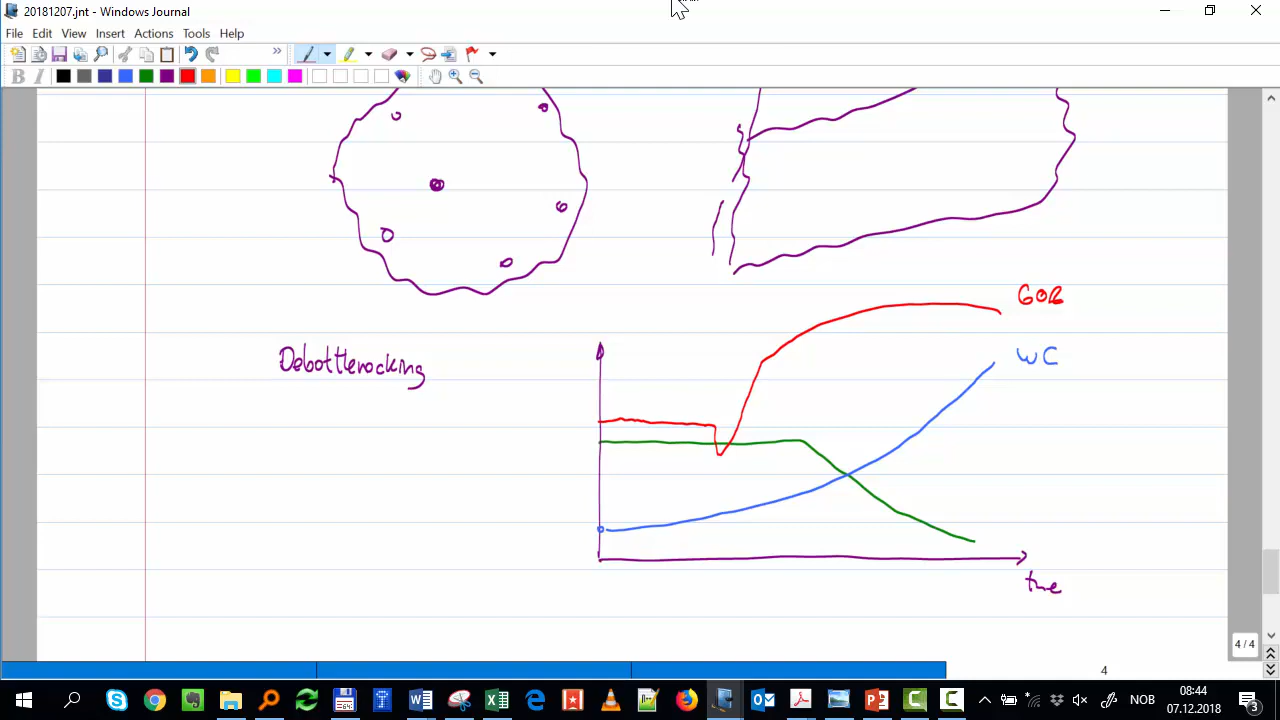 20181207.jnt - Windows Journal
File Edit View Insert Actions Tools Help
B I
GOR
WC
Debottlenecking
time
4 / 4
4
NOB
08:44
07.12.2018
3